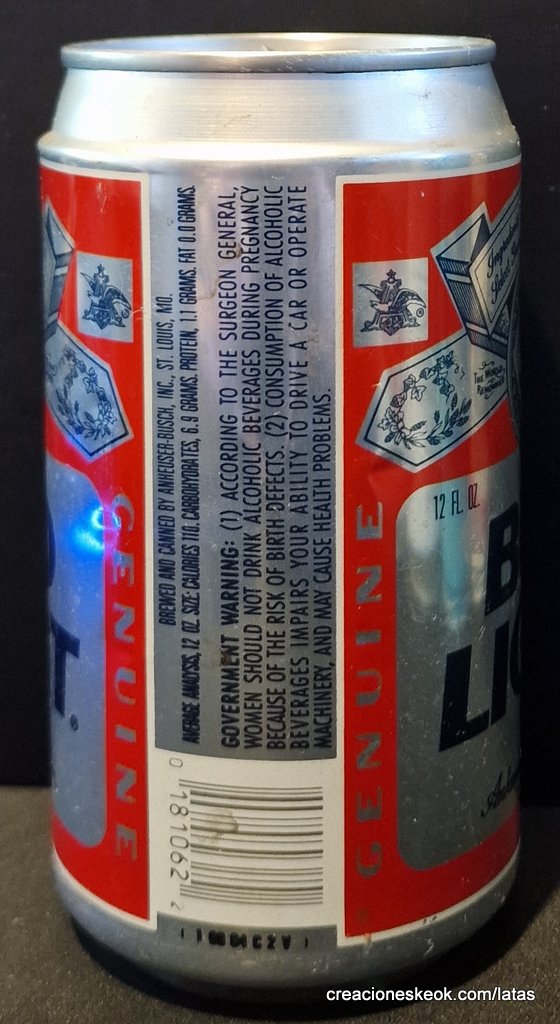 BREWED AND CANNED BY ANHEUSER-BUSCH, INC., ST. LOUIS, MO.
AVERAGE ANALYSIS, 12 OZ. SIZE: CALORIES 110, CARBOHYDRATES, 6.9 GRAMS. PROTEIN, 1.1 GRAMS. FAT 0.0 GRAMS.
GOVERNMENT WARNING: (1) ACCORDING TO THE SURGEON GENERAL,
WOMEN SHOULD NOT DRINK ALCOHOLIC BEVERAGES DURING PREGNANCY
BECAUSE OF THE RISK OF BIRTH DEFECTS. (2) CONSUMPTION OF ALCOHOLIC
BEVERAGES IMPAIRS YOUR ABILITY TO DRIVE A CAR OR OPERATE
MACHINERY, AND MAY CAUSE HEALTH PROBLEMS.
GENUINE
GENUINE
12 FL. OZ.
0 181062 2
creacioneskeok.com/latas